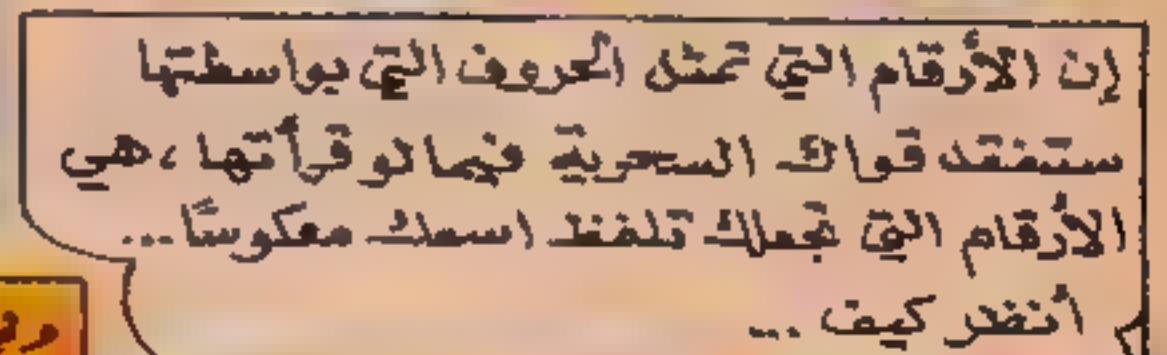 إن الأرقام التي تمثل الحروف التي بواسطتها
ستفتقد قواك السحرية فيما لو قرأتها، هي
الأرقام التي تجعلك تلفظ اسمك معكوسًا...
أنظر كيف ...